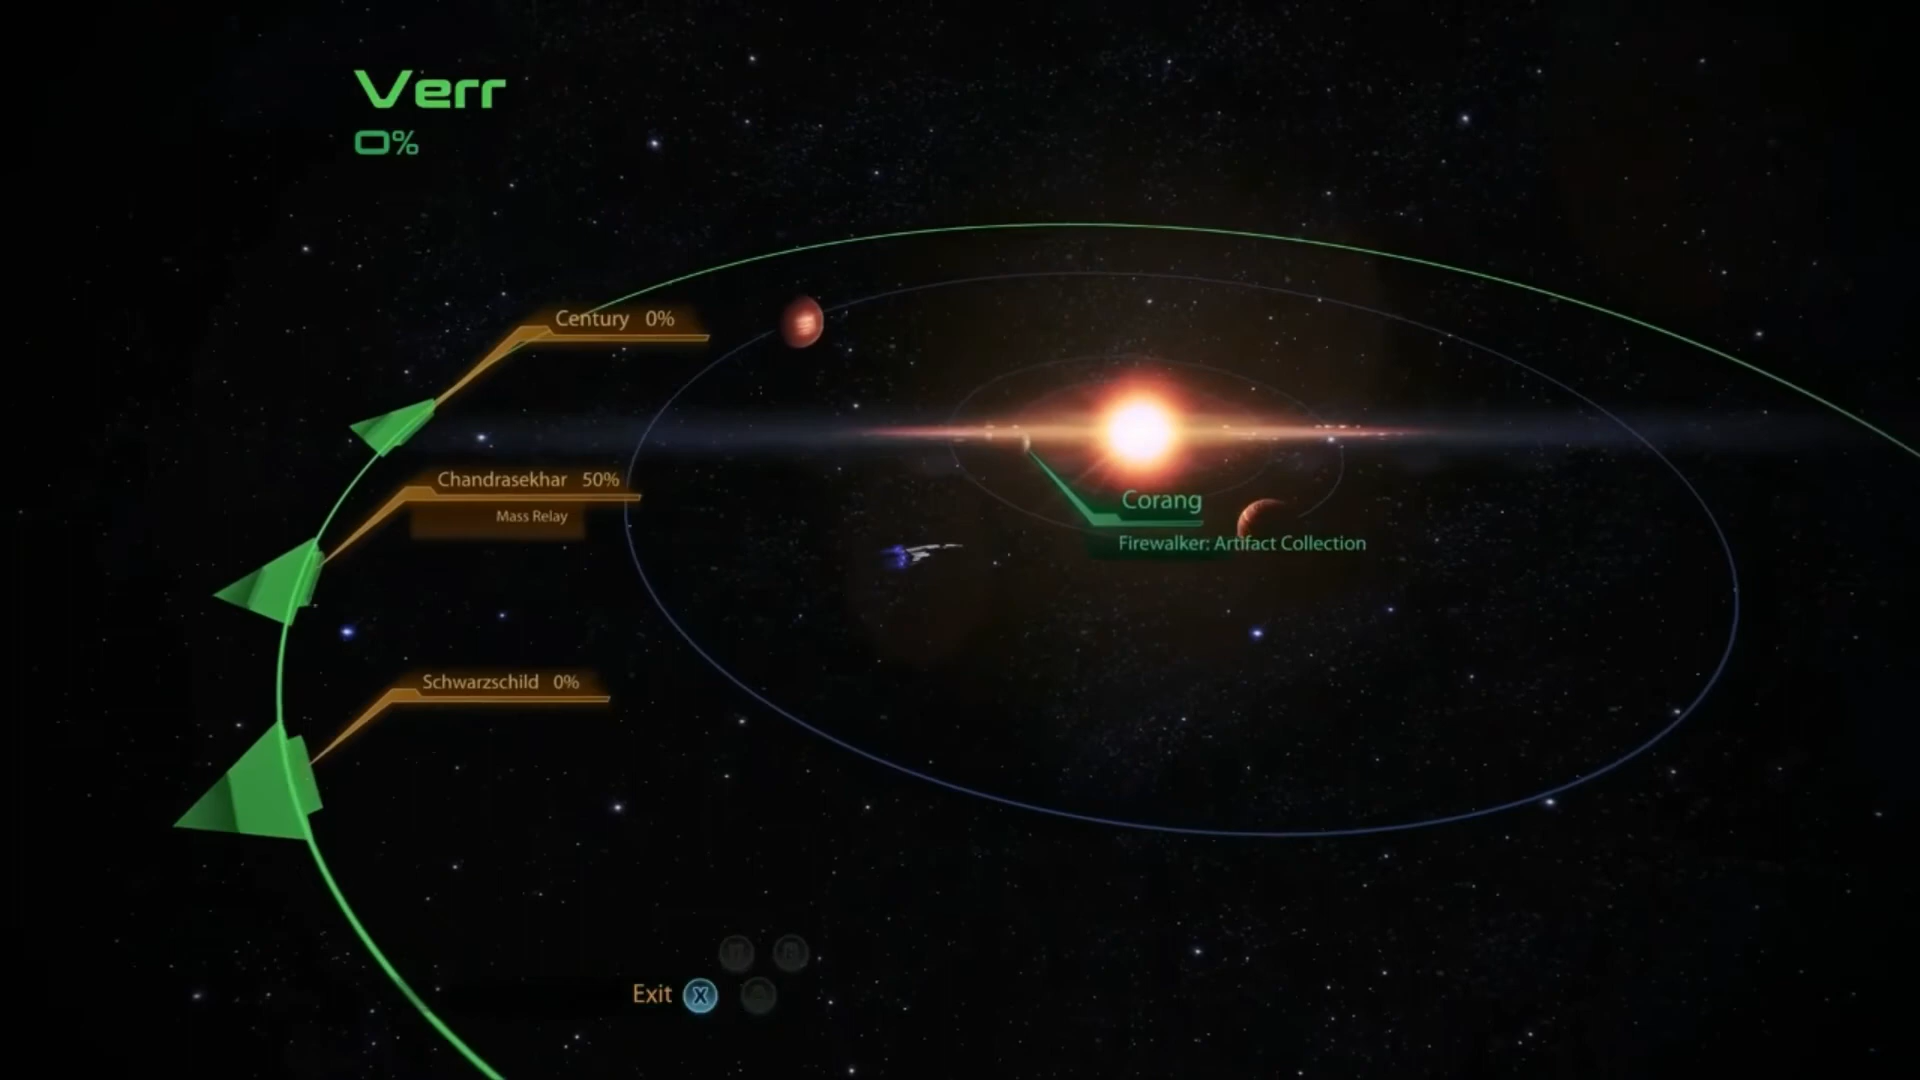 Verr
0%
Century 0%
Chandrasekhar 50%
Mass Relay
Corang
Firewalker: Artifact Collection
Schwarzschild 0%
Exit X